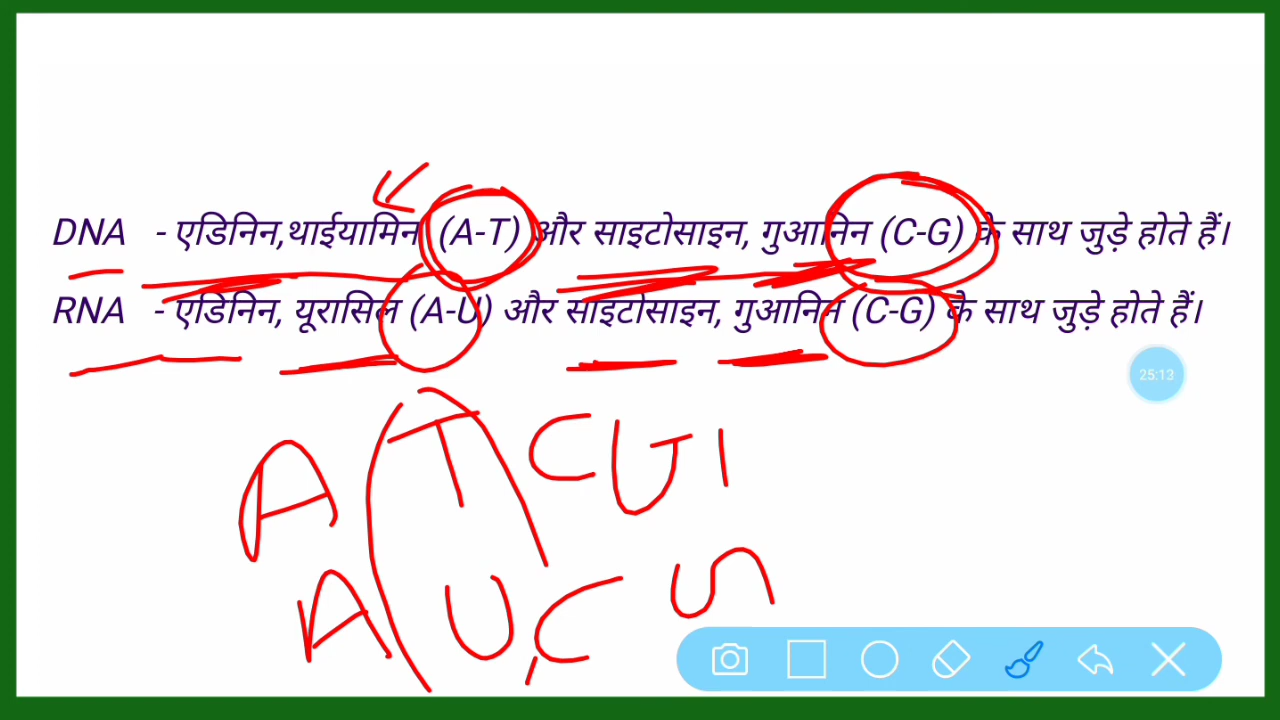 DNA - एडिनिन,थाईयामिन (A-T) और साइटोसाइन, गुआनिन (C-G) के साथ जुड़े होते हैं।
RNA - एडिनिन, यूरासिल (A-U) और साइटोसाइन, गुआनिन (C-G) के साथ जुड़े होते हैं।
25:13
A T C G
A U C